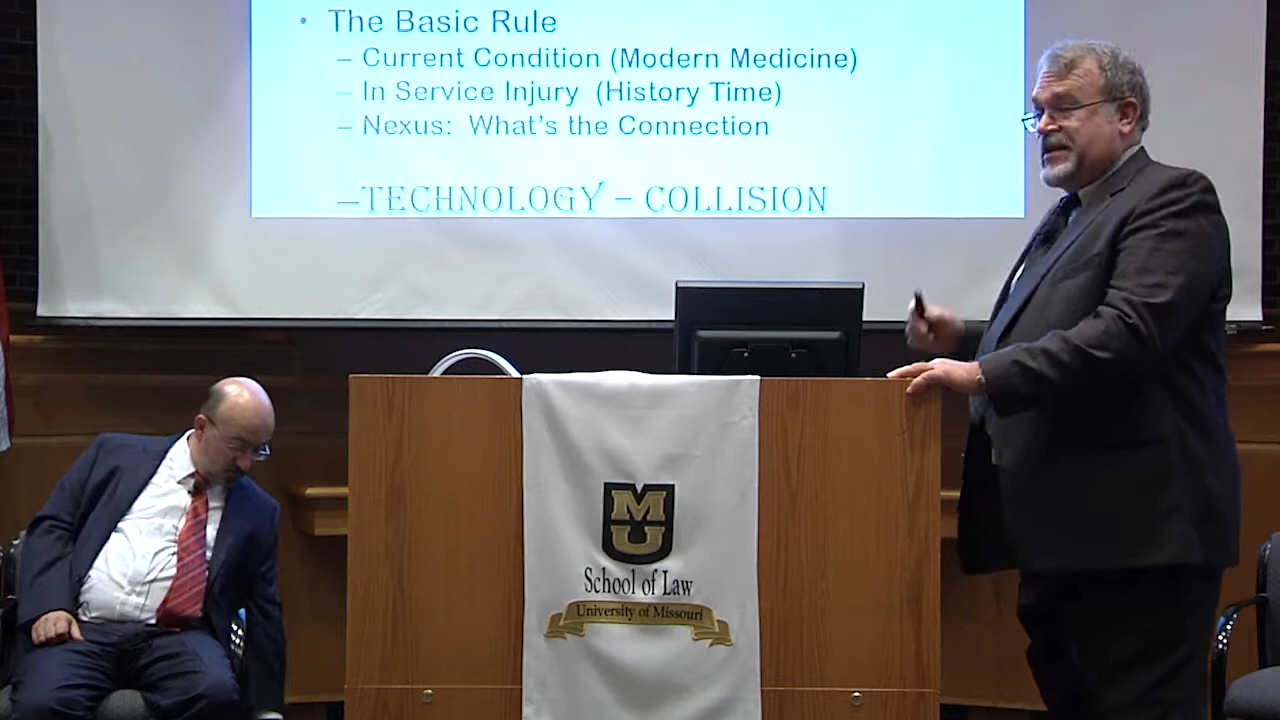 • The Basic Rule
– Current Condition (Modern Medicine)
– In Service Injury (History Time)
– Nexus: What's the Connection
–TECHNOLOGY – COLLISION
MU
School of Law
University of Missouri